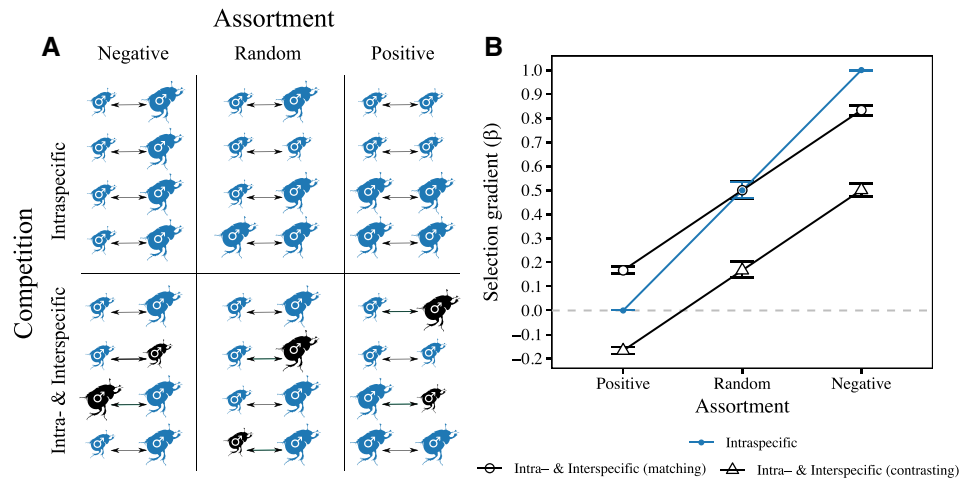 Assortment
A
Negative Random Positive
Competition
Intraspecific
Intra- & Interspecific
B
Selection gradient (β)
1.0
0.9
0.8
0.7
0.6
0.5
0.4
0.3
0.2
0.1
0.0
−0.1
−0.2
Positive Random Negative
Assortment
Intraspecific
Intra− & Interspecific (matching) Intra− & Interspecific (contrasting)